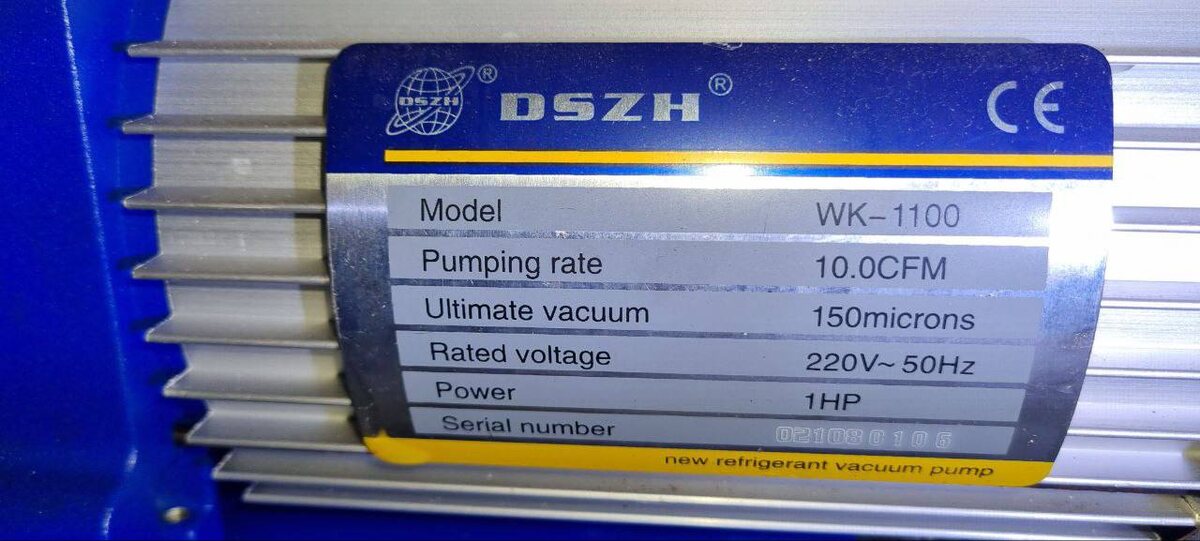 DSZH ® DSZH ® CE
Model WK-1100
Pumping rate 10.0CFM
Ultimate vacuum 150microns
Rated voltage 220V~50Hz
Power 1HP
Serial number 021080106
new refrigerant vacuum pump